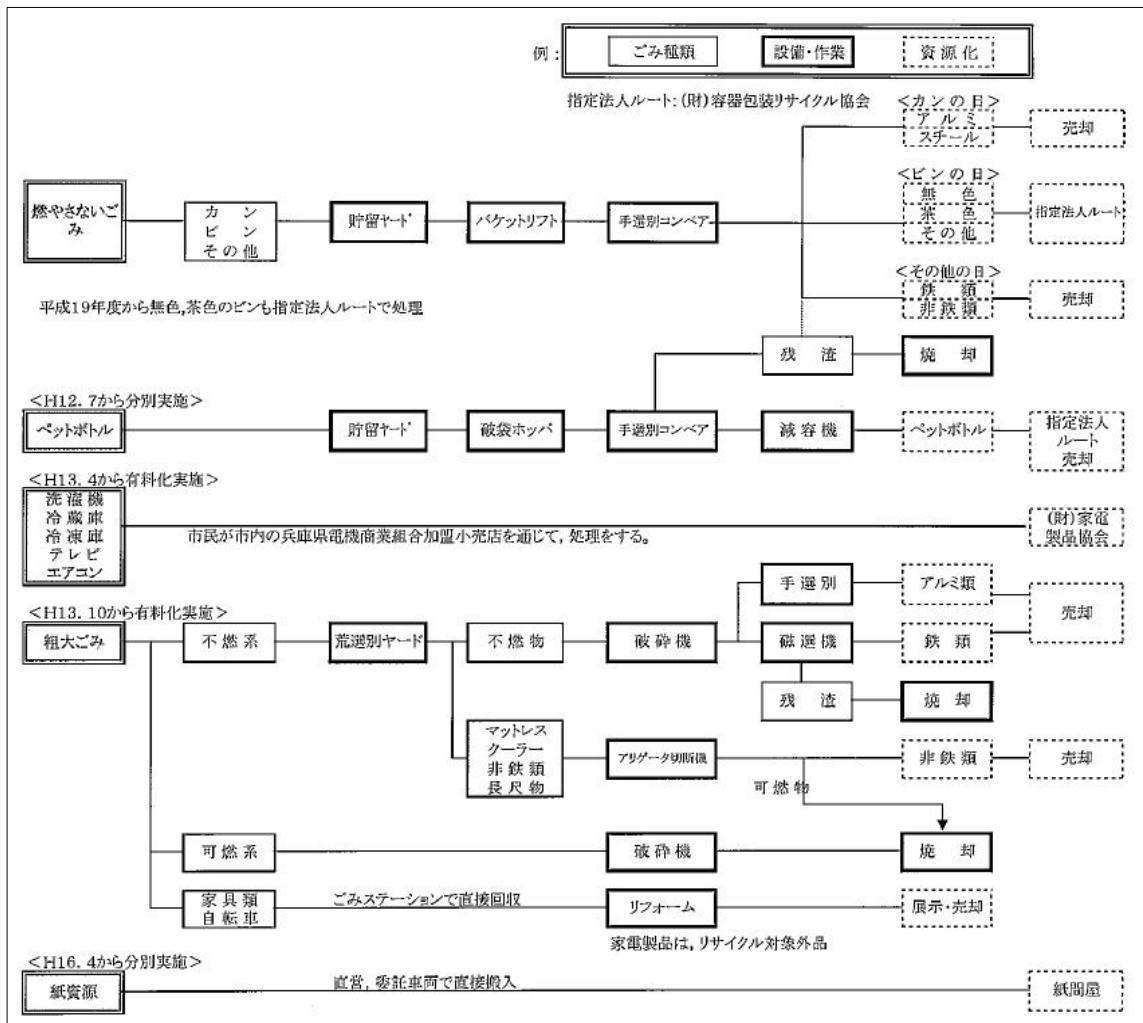 例：
ごみ種類
設備・作業
資源化
指定法人ルート：(財)容器包装リサイクル協会
＜カンの日＞
アルミ
スチール
売却
燃やさないご
み
カン
ビン
その他
貯留ヤード
バケットリフト
手選別コンベアー
＜ビンの日＞
無色
茶色
その他
指定法人ルート
＜その他の日＞
鉄類
非鉄類
売却
平成19年度から無色，茶色のビンも指定法人ルートで処理
残渣
焼却
＜H12．7から分別実施＞
ペットボトル
貯留ヤード
破袋ホッパ
手選別コンベア
減容機
ペットボトル
指定法人
ルート
売却
＜H13．4から有料化実施＞
洗濯機
冷蔵庫
冷凍庫
テレビ
エアコン
市民が市内の兵庫県電機商業組合加盟小売店を通じて，処理をする。
(財)家電
製品協会
＜H13．10から有料化実施＞
粗大ごみ
不燃系
荒選別ヤード
不燃物
破砕機
手選別
アルミ類
売却
磁選機
鉄類
残渣
焼却
マットレス
クーラー
非鉄類
長尺物
アリゲータ切断機
可燃物
非鉄類
売却
可燃系
破砕機
焼却
家具類
自転車
ごみステーションで直接回収
リフォーム
展示・売却
家電製品は，リサイクル対象外品
＜H16．4から分別実施＞
紙資源
直営，委託車両で直接搬入
紙問屋